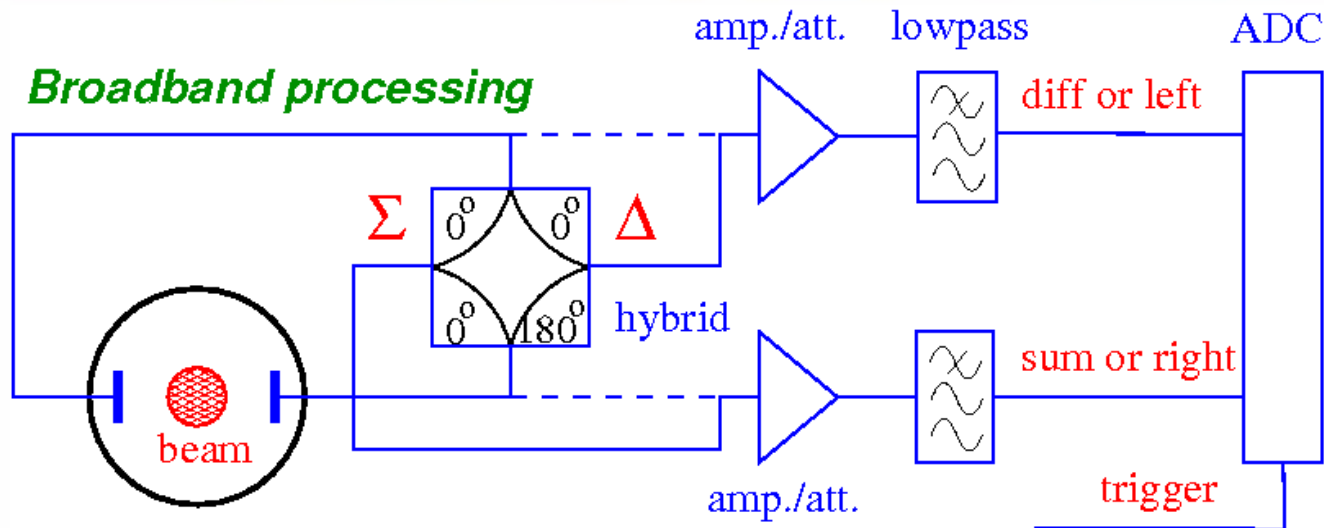 amp./att. lowpass ADC
Broadband processing
diff or left
Σ 0° 0° Δ
0° 180° hybrid
sum or right
beam
trigger
amp./att.